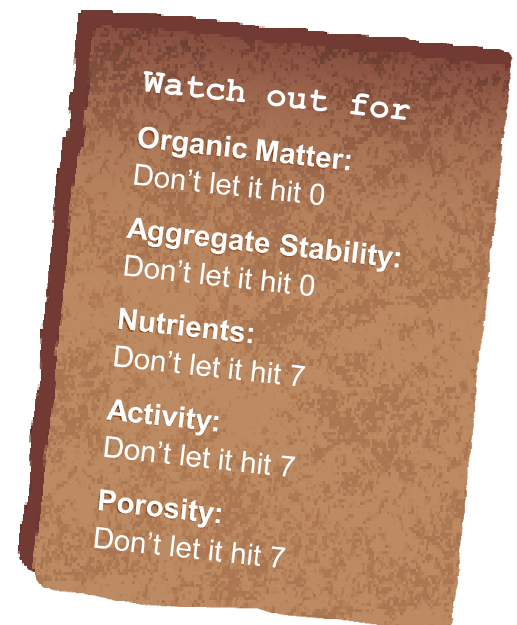 Watch out for
Organic Matter:
Don’t let it hit 0
Aggregate Stability:
Don’t let it hit 0
Nutrients:
Don’t let it hit 7
Activity:
Don’t let it hit 7
Porosity:
Don’t let it hit 7